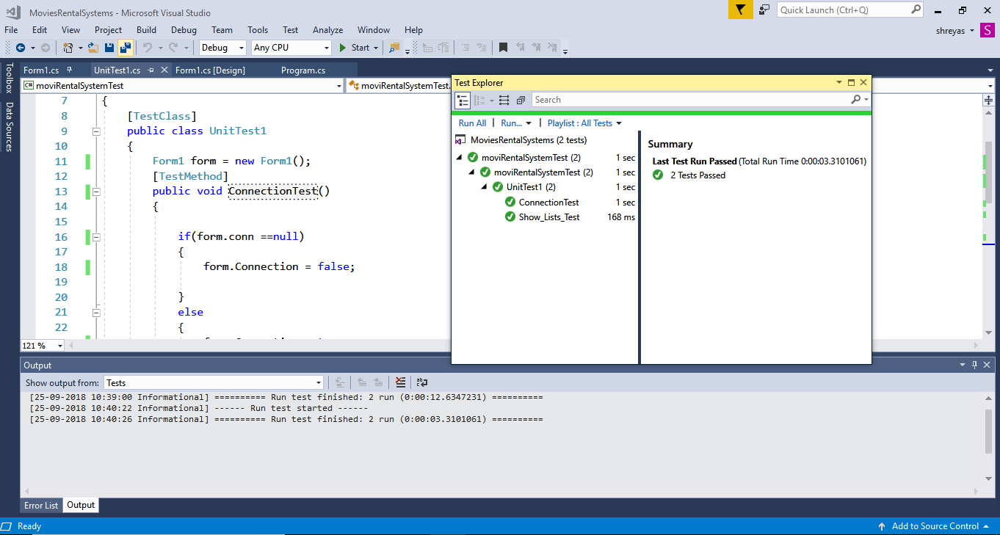 MoviesRentalSystems - Microsoft Visual Studio
Quick Launch (Ctrl+Q)
File Edit View Project Build Debug Team Tools Test Analyze Window Help
shreyas S
Debug Any CPU Start
Toolbox
Data Sources
Form1.cs UnitTest1.cs Form1.cs [Design] Program.cs
C# moviRentalSystemTest moviRentalSystemTest.
7 {
8 [TestClass]
9 public class UnitTest1
10 {
11 Form1 form = new Form1();
12 [TestMethod]
13 public void ConnectionTest()
14 {
15
16 if(form.conn ==null)
17 {
18 form.Connection = false;
19
20 }
21 else
22 {
121 %
Test Explorer
Search
Run All Run... Playlist : All Tests
MoviesRentalSystems (2 tests)
moviRentalSystemTest (2) 1 sec
moviRentalSystemTest (2) 1 sec
UnitTest1 (2) 1 sec
ConnectionTest 1 sec
Show_Lists_Test 168 ms
Summary
Last Test Run Passed (Total Run Time 0:00:03.3101061)
2 Tests Passed
Output
Show output from: Tests
[25-09-2018 10:39:00 Informational] ========== Run test finished: 2 run (0:00:12.6347231) ==========
[25-09-2018 10:40:22 Informational] ------ Run test started ------
[25-09-2018 10:40:26 Informational] ========== Run test finished: 2 run (0:00:03.3101061) ==========
Error List Output
Ready Add to Source Control